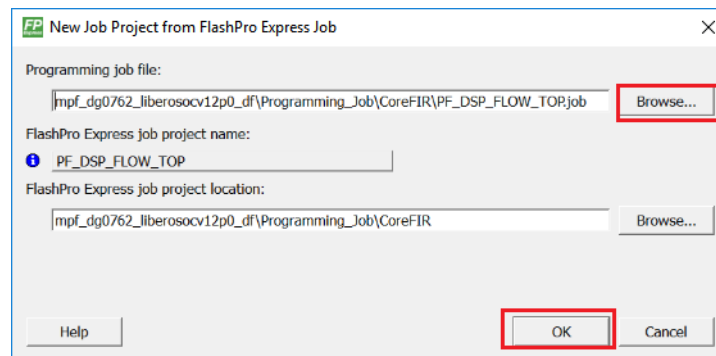 FP express New Job Project from FlashPro Express Job
Programming job file:
mpf_dg0762_liberosocv12p0_df\Programming_Job\CoreFIR\PF_DSP_FLOW_TOP.job Browse...
FlashPro Express job project name:
PF_DSP_FLOW_TOP
FlashPro Express job project location:
mpf_dg0762_liberosocv12p0_df\Programming_Job\CoreFIR Browse...
Help OK Cancel